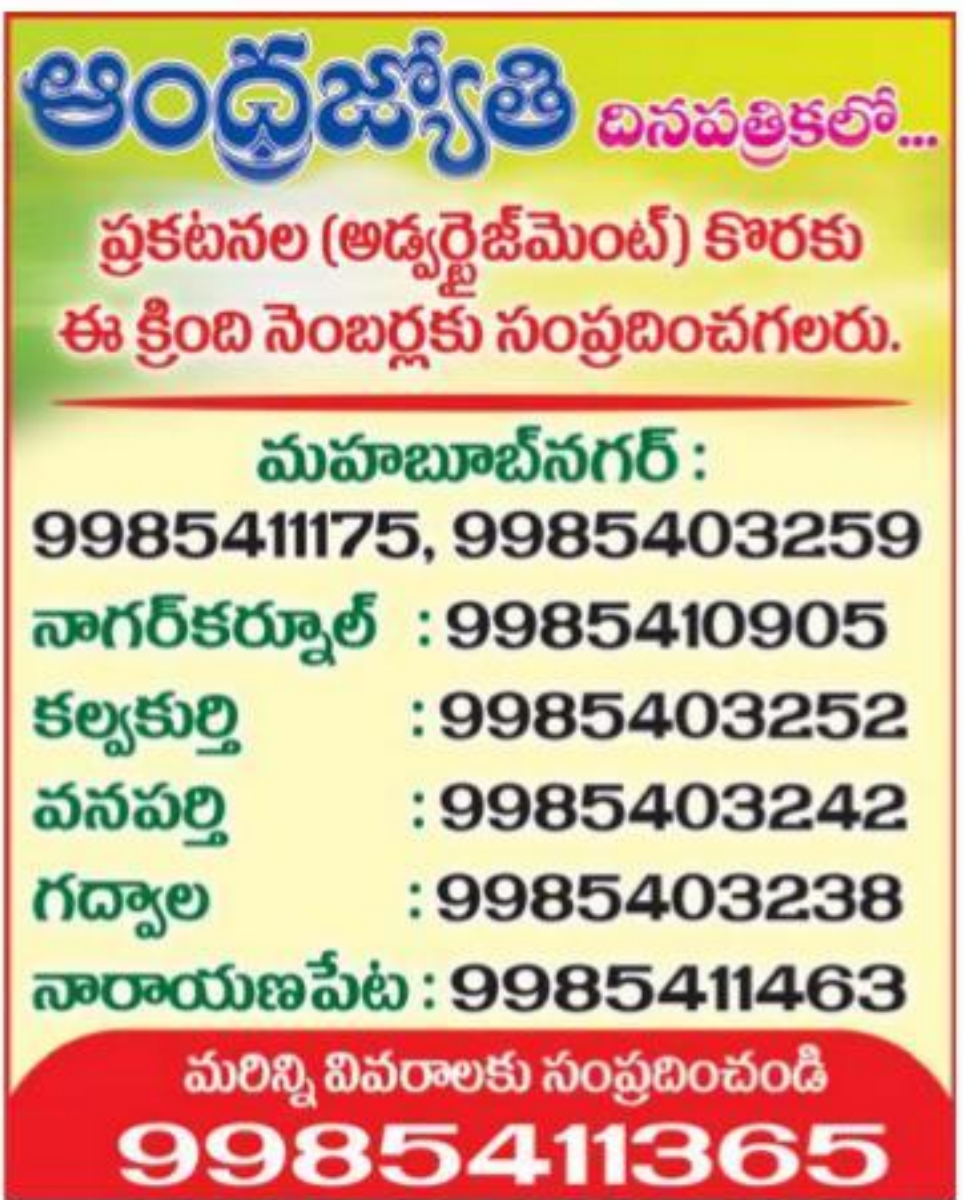 ఆంధ్రజ్యోతి దినపత్రికలో...
ప్రకటనల (అడ్వర్టైజ్‌మెంట్) కొరకు
ఈ క్రింది నెంబర్లకు సంప్రదించగలరు.
మహబూబ్‌నగర్ :
9985411175, 9985403259
నాగర్‌కర్నూల్ : 9985410905
కల్వకుర్తి : 9985403252
వనపర్తి : 9985403242
గద్వాల : 9985403238
నారాయణపేట : 9985411463
మరిన్ని వివరాలకు సంప్రదించండి
9985411365